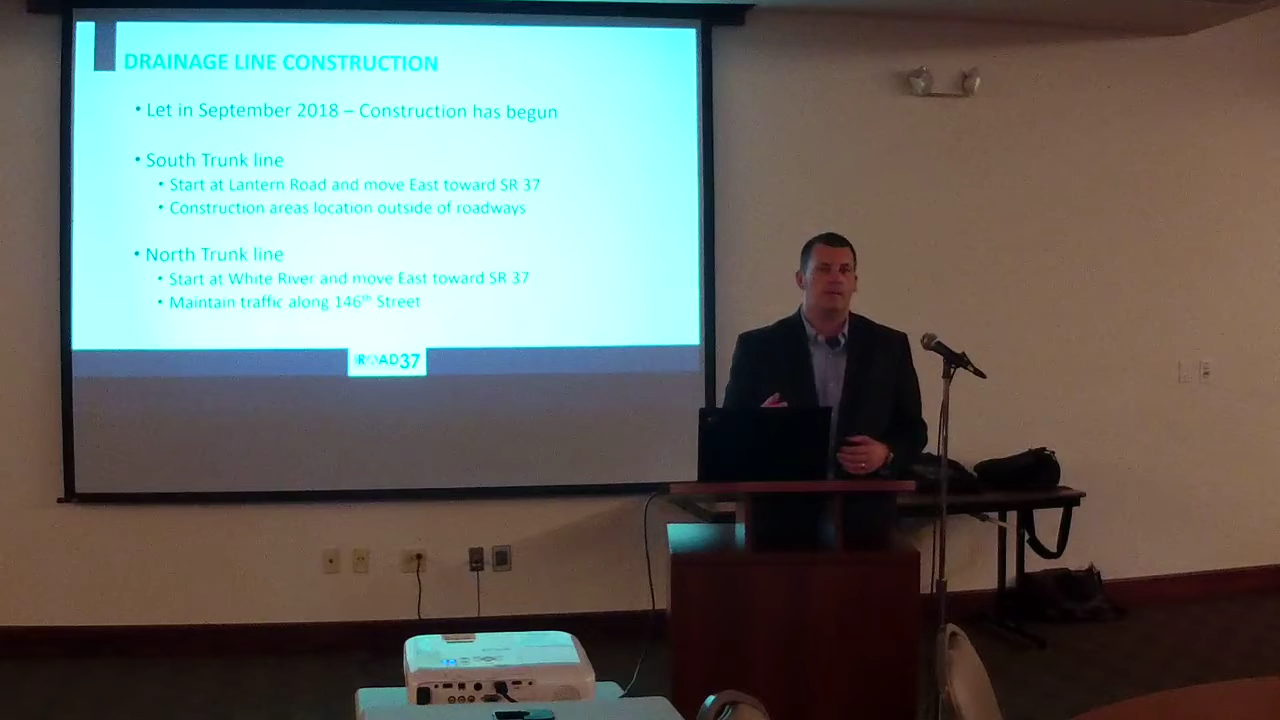 DRAINAGE LINE CONSTRUCTION
• Let in September 2018 – Construction has begun
• South Trunk line
• Start at Lantern Road and move East toward SR 37
• Construction areas location outside of roadways
• North Trunk line
• Start at White River and move East toward SR 37
• Maintain traffic along 146th Street
ROAD37